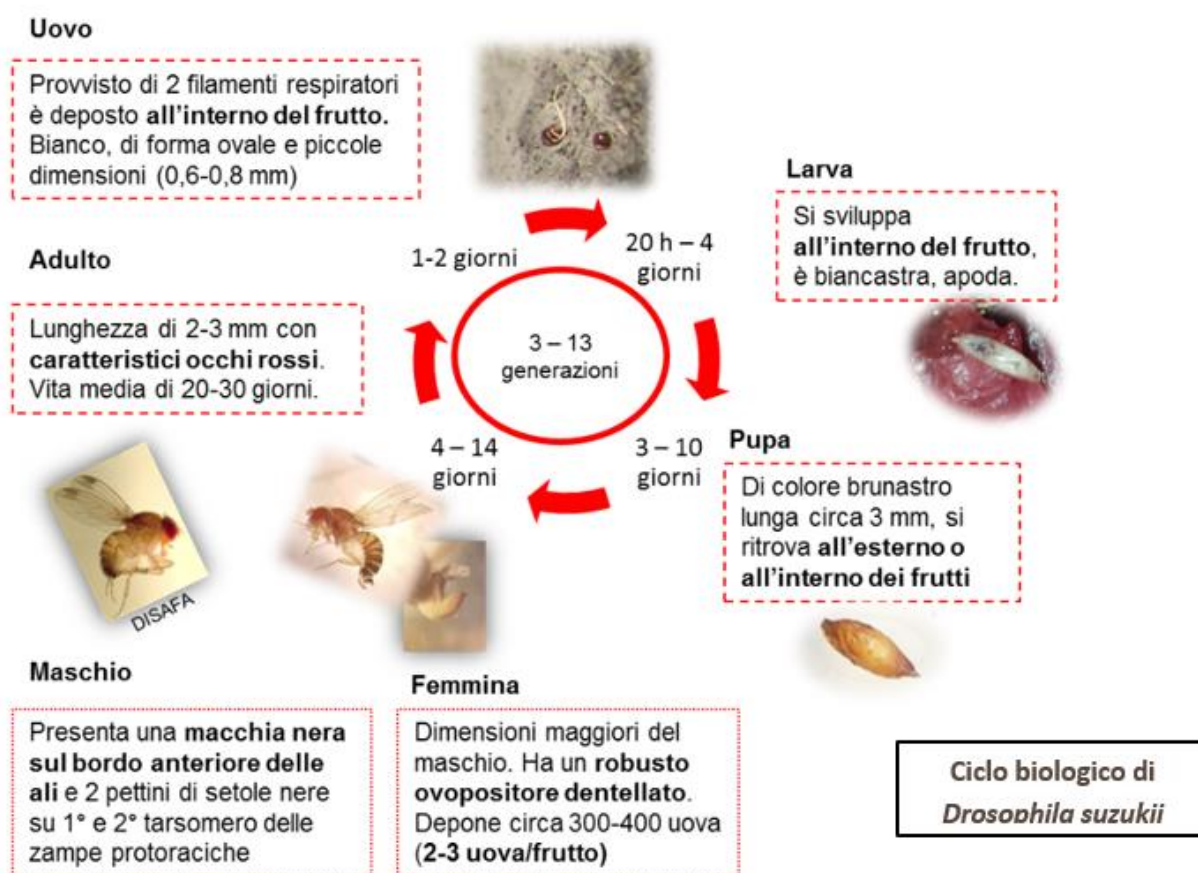 Uovo
Provvisto di 2 filamenti respiratori
è deposto all'interno del frutto.
Bianco, di forma ovale e piccole
dimensioni (0,6-0,8 mm)
Larva
Si sviluppa
all'interno del frutto,
è biancastra, apoda.
Adulto
Lunghezza di 2-3 mm con
caratteristici occhi rossi.
Vita media di 20-30 giorni.
1-2 giorni
20 h – 4
giorni
3 – 13
generazioni
4 – 14
giorni
3 – 10
giorni
Pupa
Di colore brunastro
lunga circa 3 mm, si
ritrova all'esterno o
all'interno dei frutti
DISAFA
Maschio
Presenta una macchia nera
sul bordo anteriore delle
ali e 2 pettini di setole nere
su 1° e 2° tarsomero delle
zampe protoraciche
Femmina
Dimensioni maggiori del
maschio. Ha un robusto
ovopositore dentellato.
Depone circa 300-400 uova
(2-3 uova/frutto)
Ciclo biologico di
Drosophila suzukii